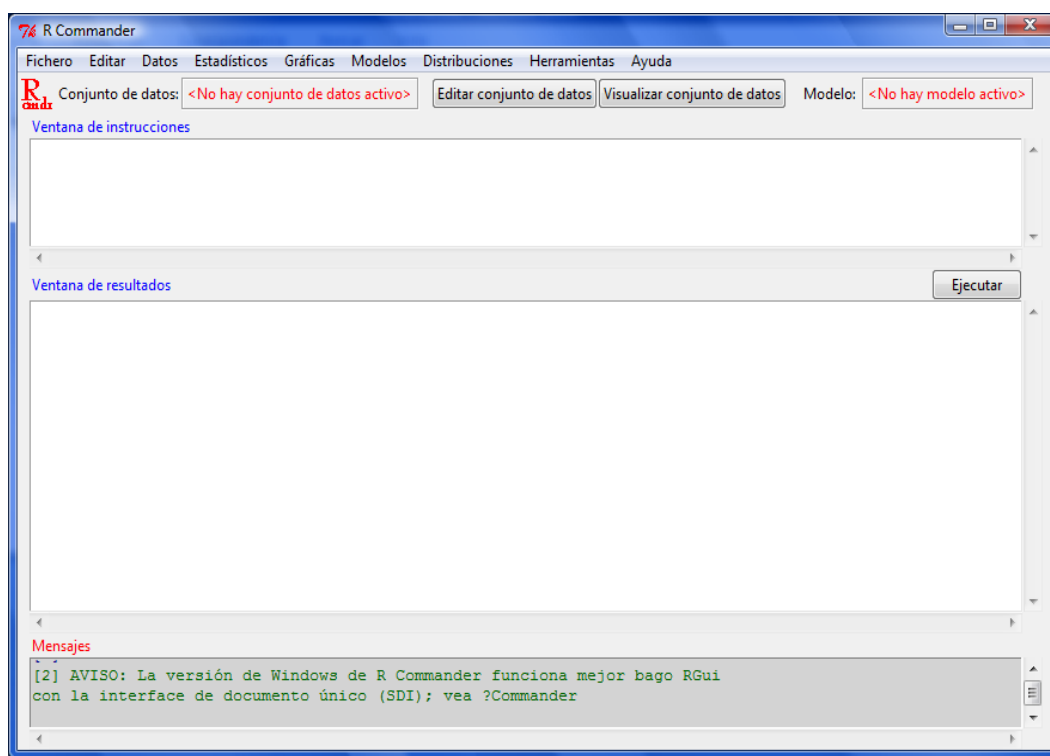 R Commander
Fichero Editar Datos Estadísticos Gráficas Modelos Distribuciones Herramientas Ayuda
R cmdr Conjunto de datos: <No hay conjunto de datos activo> Editar conjunto de datos Visualizar conjunto de datos Modelo: <No hay modelo activo>
Ventana de instrucciones
Ventana de resultados Ejecutar
Mensajes
[2] AVISO: La versión de Windows de R Commander funciona mejor bago RGui
con la interface de documento único (SDI); vea ?Commander